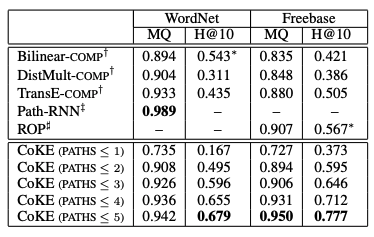 WordNet Freebase
MQ H@10 MQ H@10
Bilinear-COMP† 0.894 0.543* 0.835 0.421
DistMult-COMP† 0.904 0.311 0.848 0.386
TransE-COMP† 0.933 0.435 0.880 0.505
Path-RNN‡ 0.989 – – –
ROP♯ – – 0.907 0.567*
CoKE (PATHS ≤ 1) 0.735 0.167 0.727 0.373
CoKE (PATHS ≤ 2) 0.908 0.495 0.894 0.595
CoKE (PATHS ≤ 3) 0.926 0.596 0.906 0.646
CoKE (PATHS ≤ 4) 0.936 0.655 0.931 0.712
CoKE (PATHS ≤ 5) 0.942 0.679 0.950 0.777